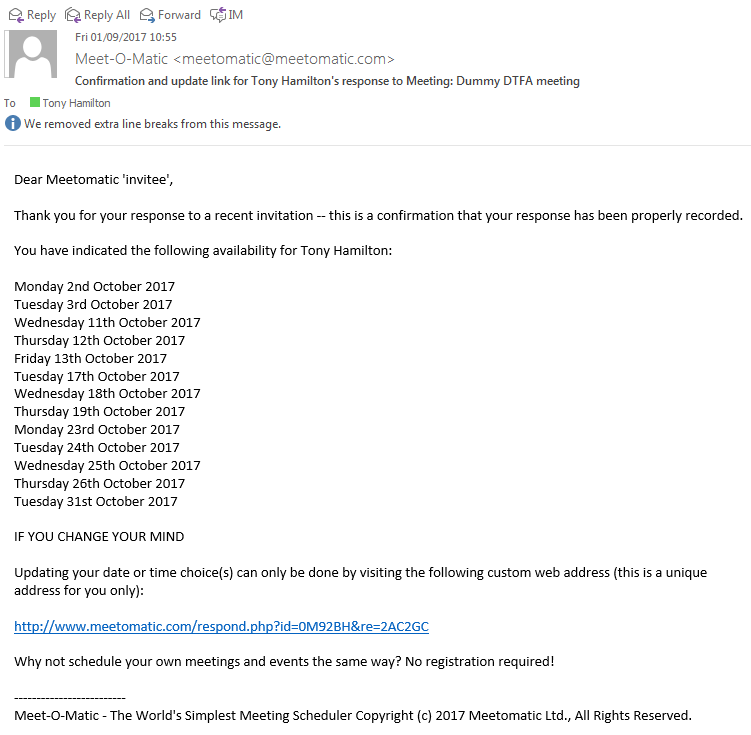 Reply Reply All Forward IM
Fri 01/09/2017 10:55
Meet-O-Matic <meetomatic@meetomatic.com>
Confirmation and update link for Tony Hamilton's response to Meeting: Dummy DTFA meeting
To Tony Hamilton
We removed extra line breaks from this message.
Dear Meetomatic 'invitee',
Thank you for your response to a recent invitation -- this is a confirmation that your response has been properly recorded.
You have indicated the following availability for Tony Hamilton:
Monday 2nd October 2017
Tuesday 3rd October 2017
Wednesday 11th October 2017
Thursday 12th October 2017
Friday 13th October 2017
Tuesday 17th October 2017
Wednesday 18th October 2017
Thursday 19th October 2017
Monday 23rd October 2017
Tuesday 24th October 2017
Wednesday 25th October 2017
Thursday 26th October 2017
Tuesday 31st October 2017
IF YOU CHANGE YOUR MIND
Updating your date or time choice(s) can only be done by visiting the following custom web address (this is a unique
address for you only):
http://www.meetomatic.com/respond.php?id=0M92BH&re=2AC2GC
Why not schedule your own meetings and events the same way? No registration required!
-------------------------
Meet-O-Matic - The World's Simplest Meeting Scheduler Copyright (c) 2017 Meetomatic Ltd., All Rights Reserved.